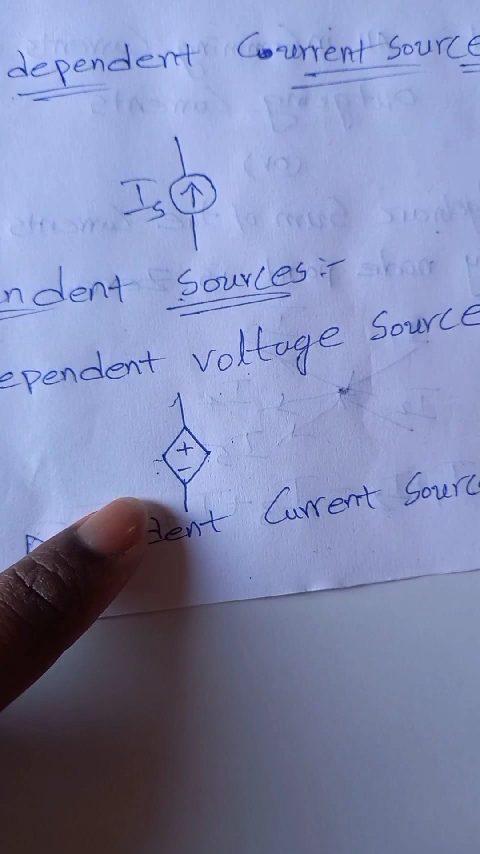 dependent Current Source
Is
ndent Sources:-
ependent voltage Source
+
-
dent Current Sourc